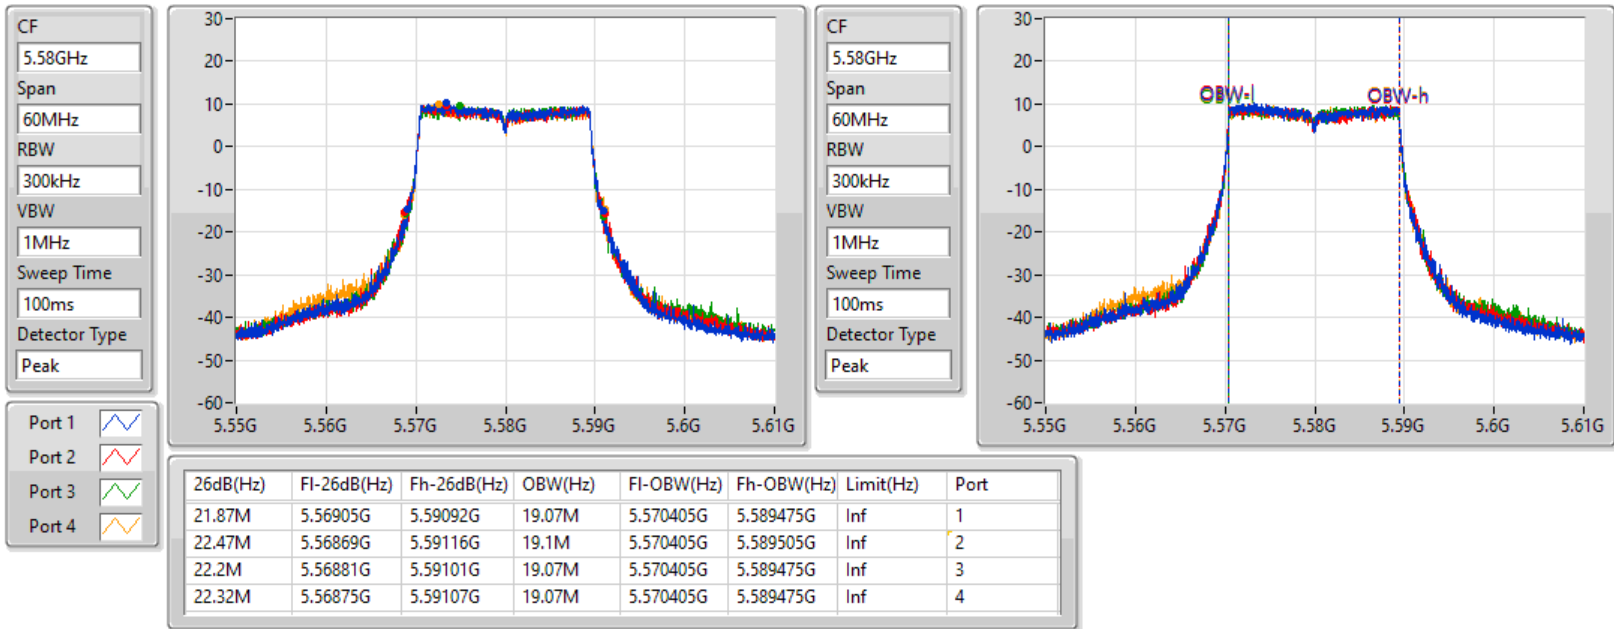 CF
5.58GHz
Span
60MHz
RBW
300kHz
VBW
1MHz
Sweep Time
100ms
Detector Type
Peak
30
20
10
0
-10
-20
-30
-40
-50
-60
5.55G 5.56G 5.57G 5.58G 5.59G 5.6G 5.61G
CF
5.58GHz
Span
60MHz
RBW
300kHz
VBW
1MHz
Sweep Time
100ms
Detector Type
Peak
30
20
10
0
-10
-20
-30
-40
-50
-60
OBW-l OBW-h
5.55G 5.56G 5.57G 5.58G 5.59G 5.6G 5.61G
Port 1
Port 2
Port 3
Port 4
26dB(Hz) Fl-26dB(Hz) Fh-26dB(Hz) OBW(Hz) Fl-OBW(Hz) Fh-OBW(Hz) Limit(Hz) Port
21.87M 5.56905G 5.59092G 19.07M 5.570405G 5.589475G Inf 1
22.47M 5.56869G 5.59116G 19.1M 5.570405G 5.589505G Inf 2
22.2M 5.56881G 5.59101G 19.07M 5.570405G 5.589475G Inf 3
22.32M 5.56875G 5.59107G 19.07M 5.570405G 5.589475G Inf 4